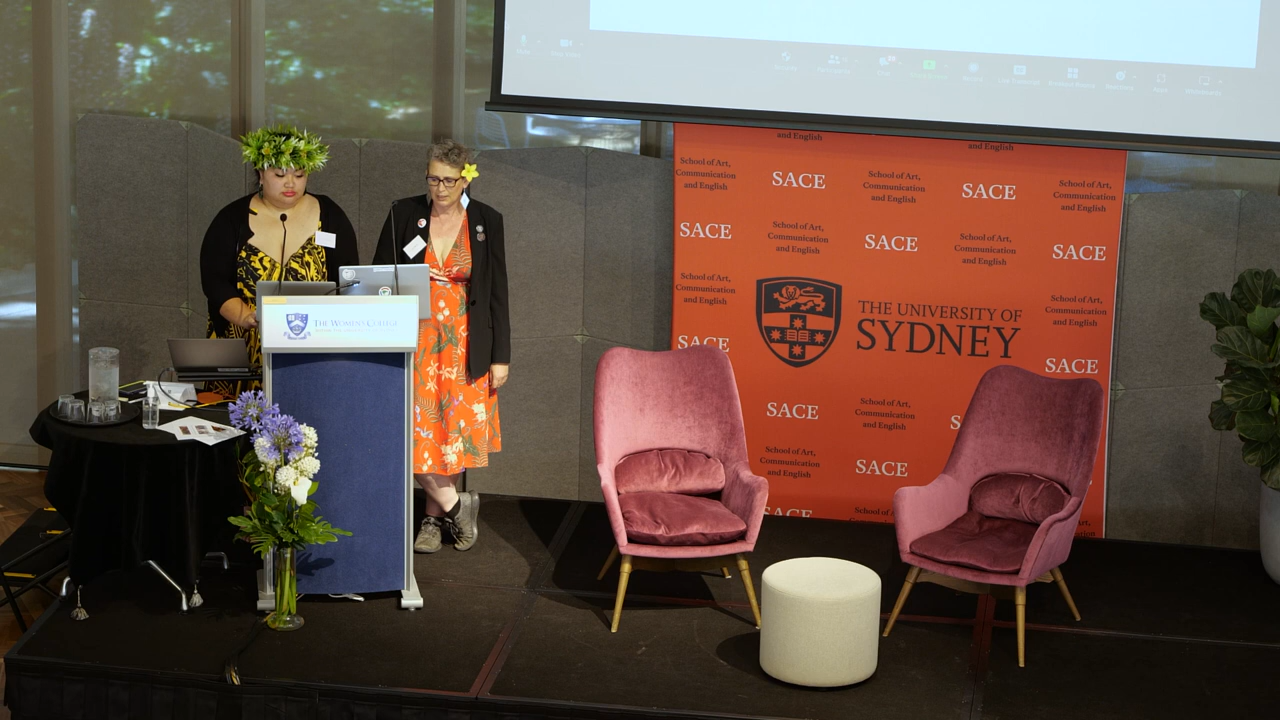 and English
and English
School of Art,
Communication
and English
SACE
School of Art,
Communication
and English
SACE
School of Art,
Communication
and English
SACE
School of Art,
Communication
and English
SACE
School of Art,
Communication
and English
SACE
School of Art,
Communication
and English
THE UNIVERSITY OF
SYDNEY
School of Art,
Communication
and English
SACE
SACE
SACE
School of Art,
Communication
and English
School of Art,
Communication
and English
SACE
SACE
School of
THE WOMEN'S COLLEGE